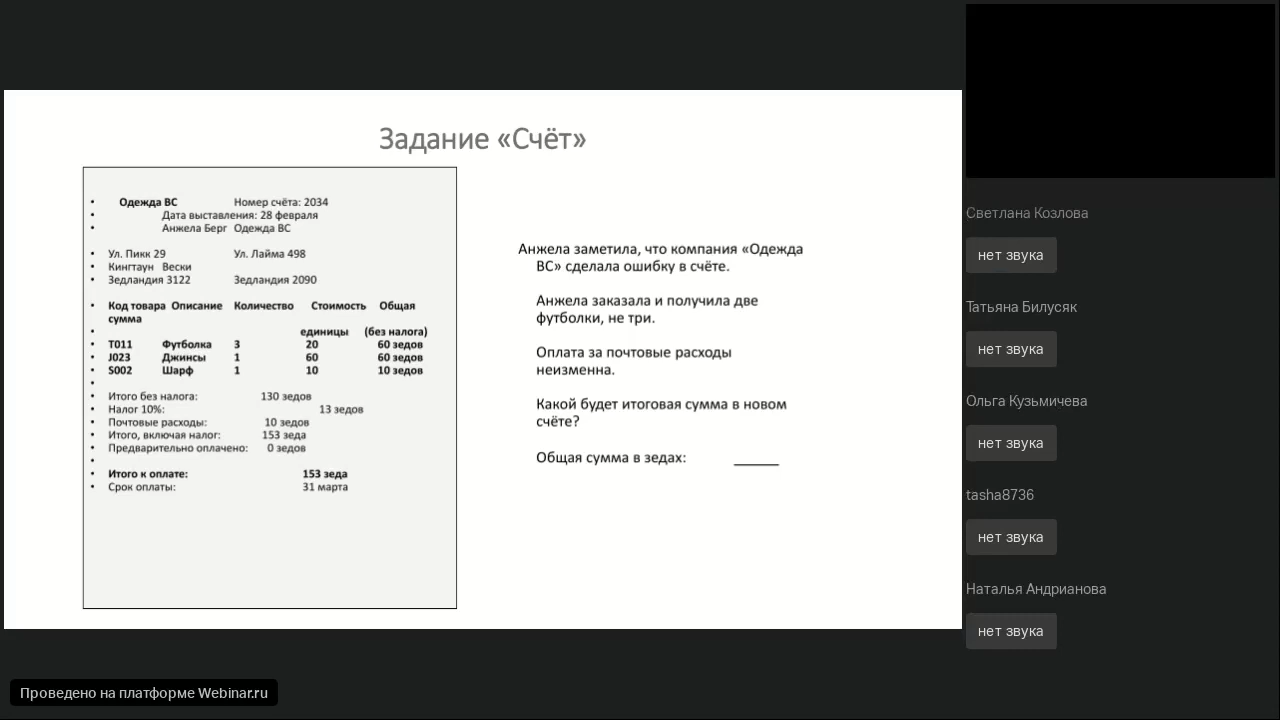 Задание «Счёт»
• Одежда ВС Номер счёта: 2034
• Дата выставления: 28 февраля
• Анжела Берг Одежда ВС
• Ул. Пикк 29 Ул. Лайма 498
• Кингтаун Вески
• Зедландия 3122 Зедландия 2090
• Код товара Описание Количество Стоимость Общая
сумма
• единицы (без налога)
• T011 Футболка 3 20 60 зедов
• J023 Джинсы 1 60 60 зедов
• S002 Шарф 1 10 10 зедов
•
• Итого без налога: 130 зедов
• Налог 10%: 13 зедов
• Почтовые расходы: 10 зедов
• Итого, включая налог: 153 зеда
• Предварительно оплачено: 0 зедов
•
• Итого к оплате: 153 зеда
• Срок оплаты: 31 марта
Анжела заметила, что компания «Одежда
ВС» сделала ошибку в счёте.
Анжела заказала и получила две
футболки, не три.
Оплата за почтовые расходы
неизменна.
Какой будет итоговая сумма в новом
счёте?
Общая сумма в зедах: ______
Светлана Козлова
нет звука
Татьяна Билусяк
нет звука
Ольга Кузьмичева
нет звука
tasha8736
нет звука
Наталья Андрианова
нет звука
Проведено на платформе Webinar.ru